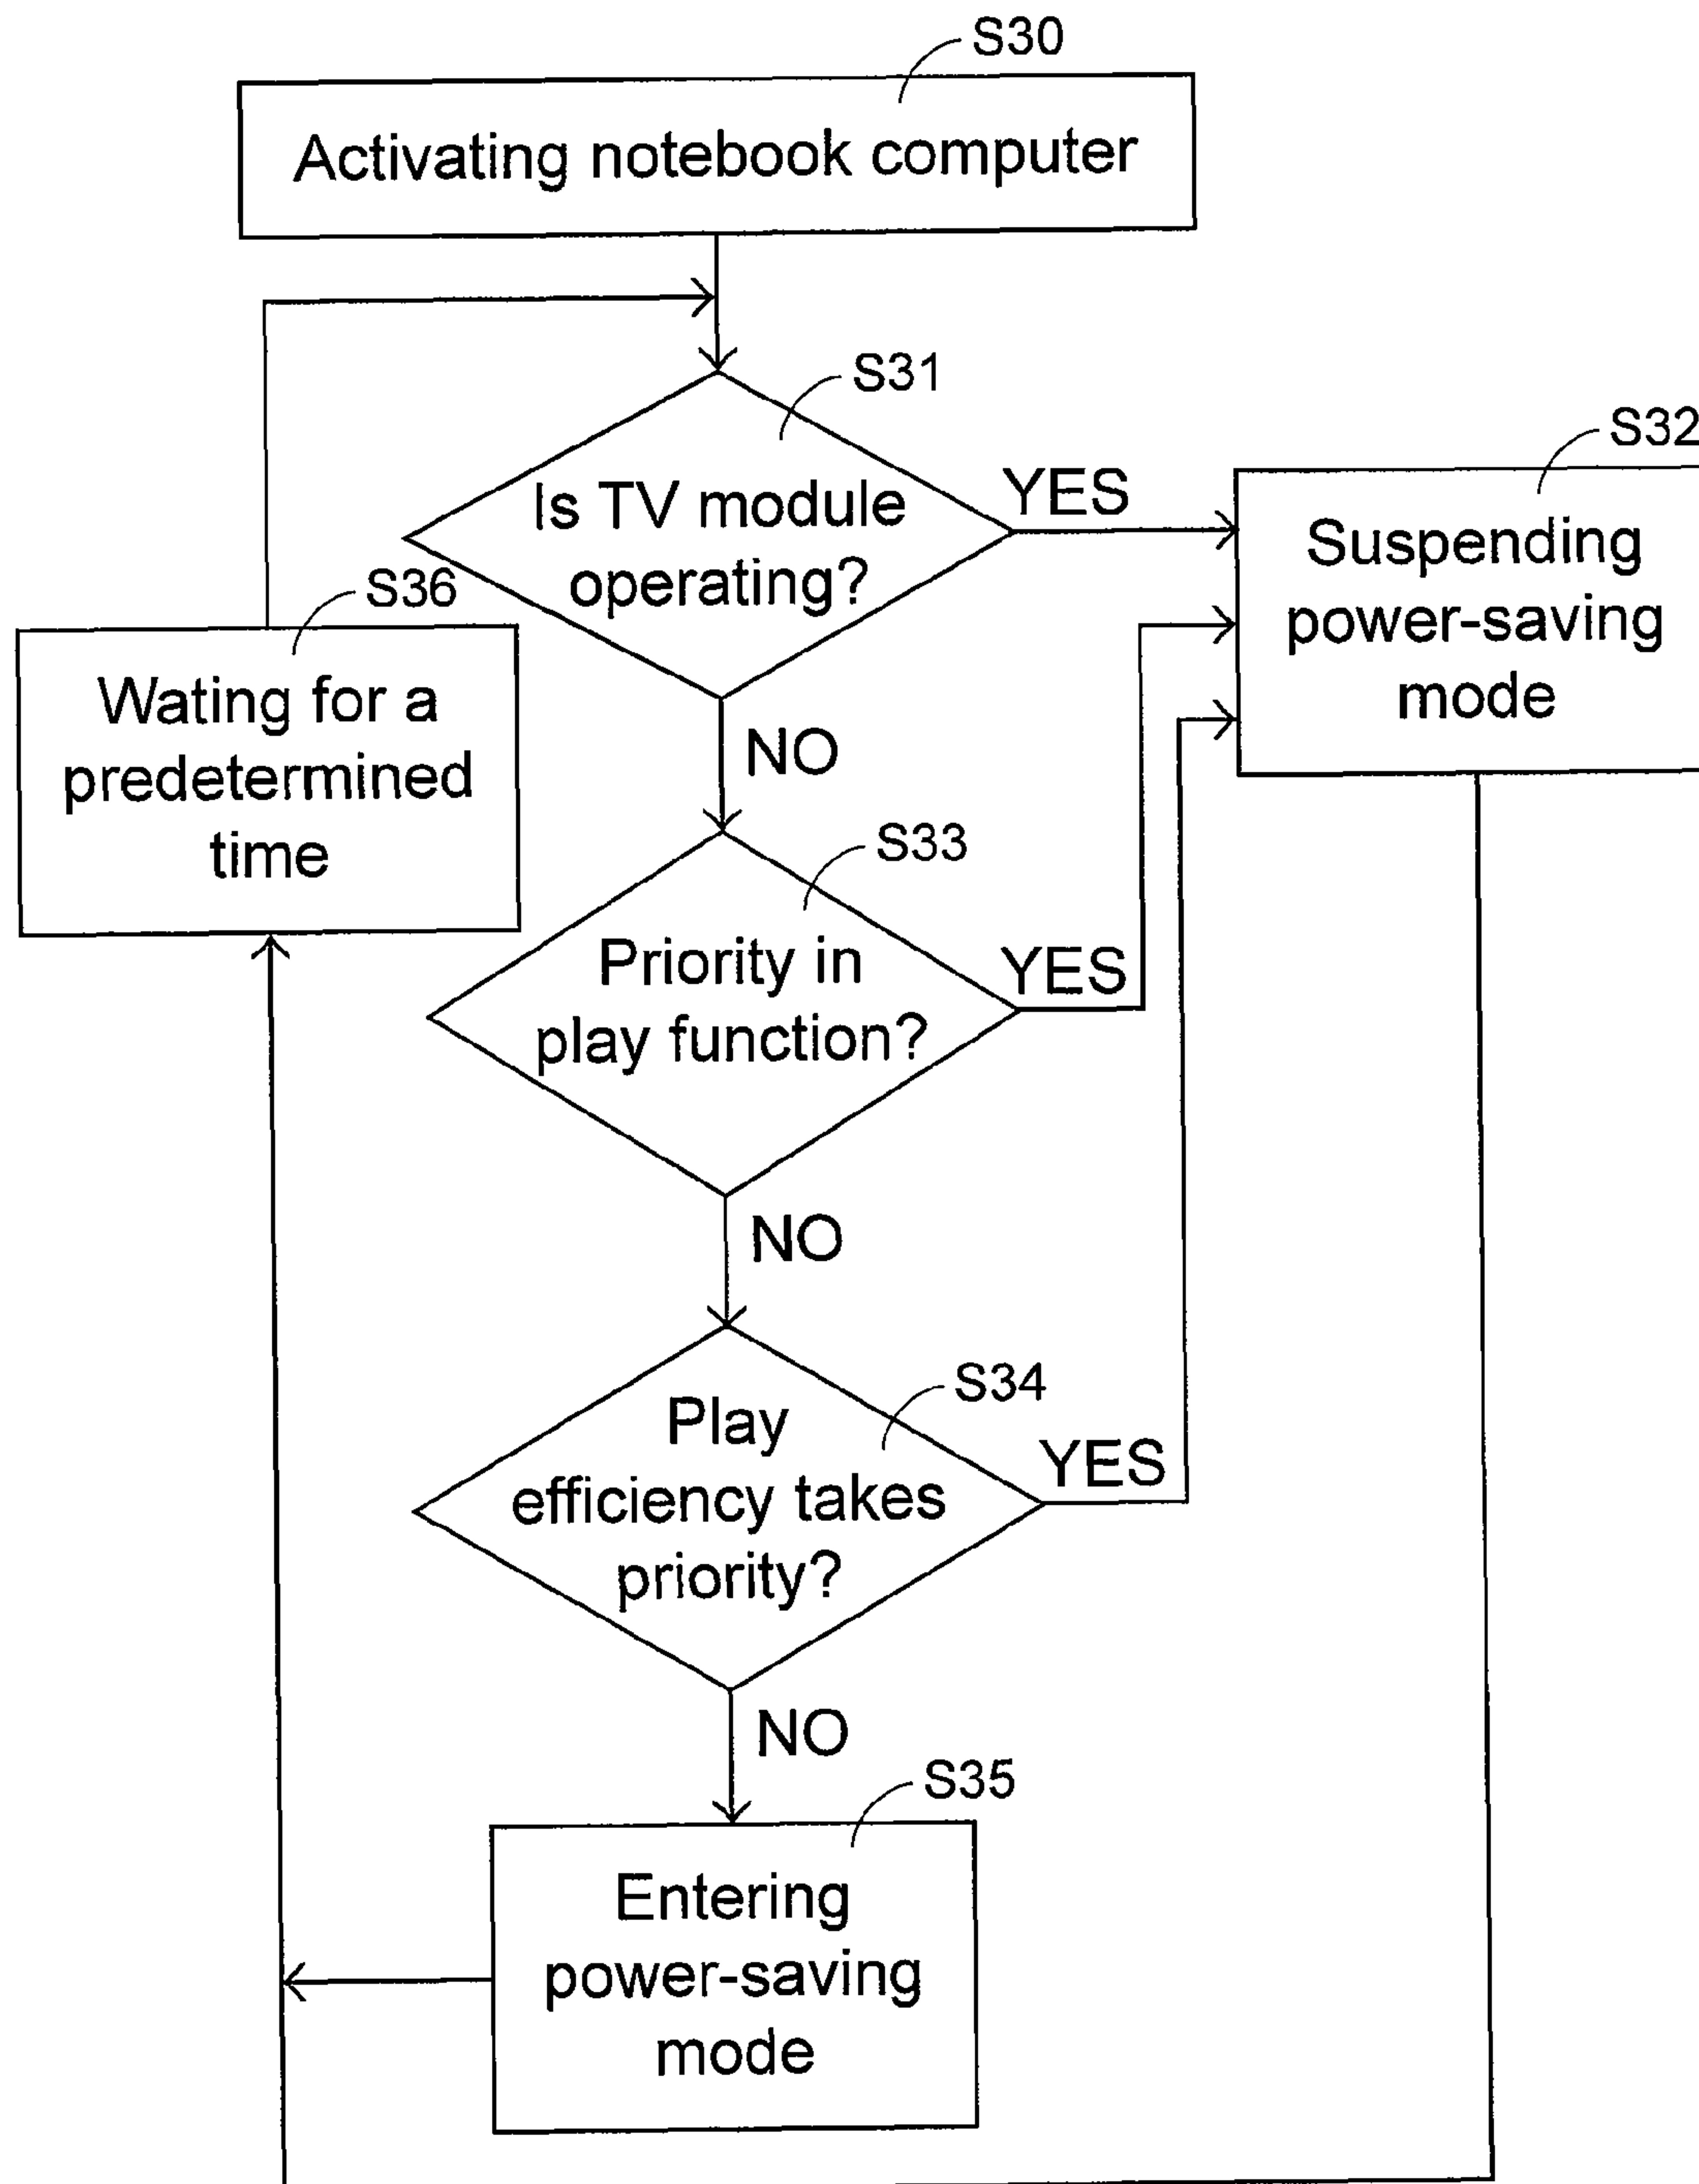 S30
Activating notebook computer
S31
Is TV module
operating?
YES
S32
Suspending
power-saving
mode
S36
Wating for a
predetermined
time
NO
S33
Priority in
play function?
YES
NO
S34
Play
efficiency takes
priority?
YES
NO
S35
Entering
power-saving
mode